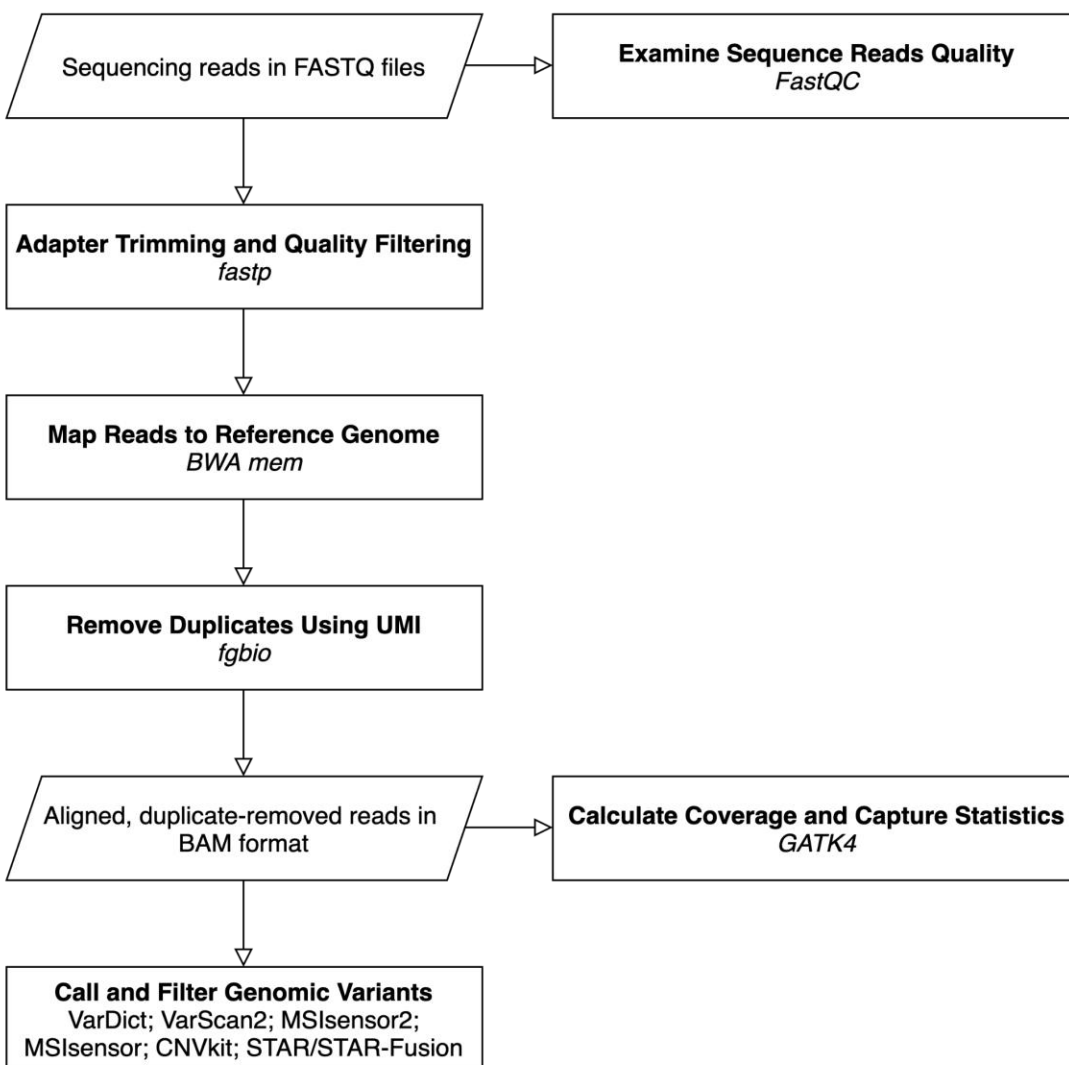 Sequencing reads in FASTQ files
Examine Sequence Reads Quality
FastQC
Adapter Trimming and Quality Filtering
fastp
Map Reads to Reference Genome
BWA mem
Remove Duplicates Using UMI
fgbio
Aligned, duplicate-removed reads in
BAM format
Calculate Coverage and Capture Statistics
GATK4
Call and Filter Genomic Variants
VarDict; VarScan2; MSIsensor2;
MSIsensor; CNVkit; STAR/STAR-Fusion